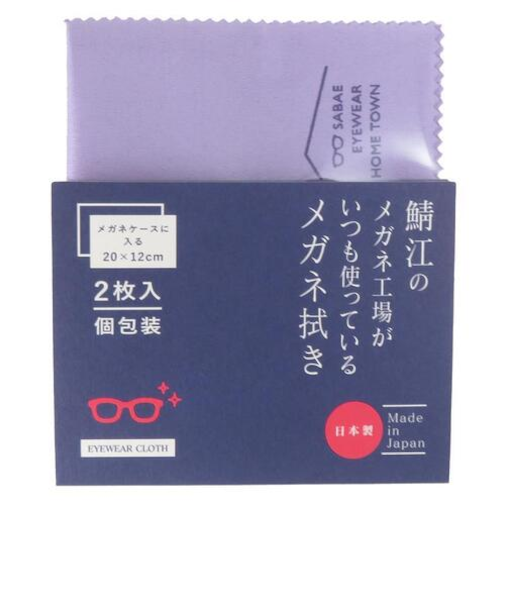 SABAE
EYEWEAR
HOME TOWN
鯖江の
メガネ工場が
いつも使っている
メガネ拭き
メガネケースに
入る
20×12cm
2枚入
個包装
EYEWEAR CLOTH
日本製
Made
in
Japan